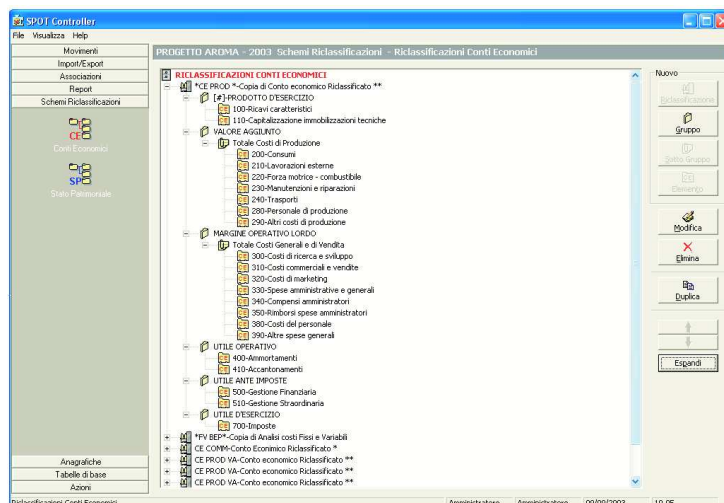 SPOT Controller
File Visualizza Help
Movimenti
Import/Export
Associazioni
Report
Schemi Riclassificazioni
CE
Conti Economici
SP
Stato Patrimoniale
Anagrafiche
Tabelle di base
Azioni
PROGETTO AROMA - 2003 Schemi Riclassificazioni - Riclassificazioni Conti Economici
RICLASSIFICAZIONI CONTI ECONOMICI
*CE PROD *-Copia di Conto economico Riclassificato **
[#]-PRODOTTO D'ESERCIZIO
100-Ricavi caratteristici
110-Capitalizzazione immobilizzazioni tecniche
VALORE AGGIUNTO
Totale Costi di Produzione
200-Consumi
210-Lavorazioni esterne
220-Forza motrice - combustibile
230-Manutenzioni e riparazioni
240-Trasporti
280-Personale di produzione
290-Altri costi di produzione
MARGINE OPERATIVO LORDO
Totale Costi Generali e di Vendita
300-Costi di ricerca e sviluppo
310-Costi commerciali e vendite
320-Costi di marketing
330-Spese amministrative e generali
340-Compensi amministratori
350-Rimborsi spese amministratori
380-Costi del personale
390-Altre spese generali
UTILE OPERATIVO
400-Ammortamenti
410-Accantonamenti
UTILE ANTE IMPOSTE
500-Gestione Finanziaria
510-Gestione Straordinaria
UTILE D'ESERCIZIO
700-Imposte
*FV BEP*-Copia di Analisi costi Fissi e Variabili
CE COMM-Conto Economico Riclassificato *
CE PROD VA-Conto economico Riclassificato **
CE PROD VA-Conto economico Riclassificato **
CE PROD VA-Conto economico Riclassificato **
Nuovo
Riclassificazione
Gruppo
Sotto Gruppo
Elemento
Modifica
Elimina
Duplica
Espandi
Riclassificazioni Conti Economici
Amministratore Amministratore 09/09/2003 10.05